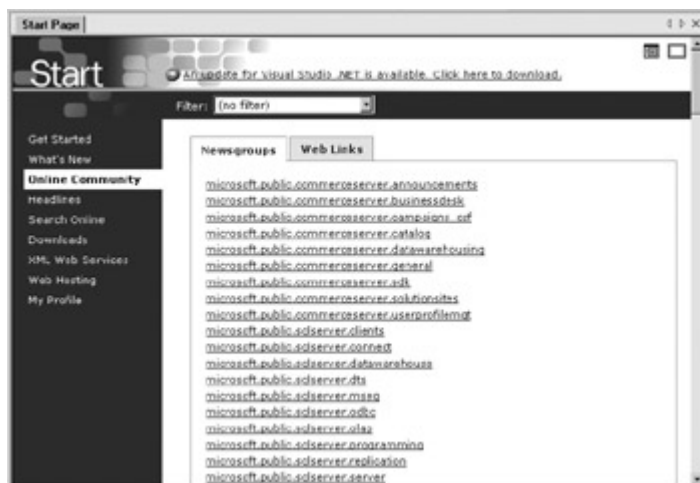 Start Page
Start
An update for Visual Studio .NET is available. Click here to download.
Filter: (no filter)
Get Started
What's New
Online Community
Headlines
Search Online
Downloads
XML Web Services
Web Hosting
My Profile
Newsgroups
Web Links
microsoft.public.commerceserver.announcements
microsoft.public.commerceserver.businessdesk
microsoft.public.commerceserver.campaigns_csf
microsoft.public.commerceserver.catalog
microsoft.public.commerceserver.datawarehousing
microsoft.public.commerceserver.general
microsoft.public.commerceserver.sdk
microsoft.public.commerceserver.solutionsites
microsoft.public.commerceserver.userprofilemgt
microsoft.public.sqlserver.clients
microsoft.public.sqlserver.connect
microsoft.public.sqlserver.datawarehouse
microsoft.public.sqlserver.dts
microsoft.public.sqlserver.mseq
microsoft.public.sqlserver.odbc
microsoft.public.sqlserver.olap
microsoft.public.sqlserver.programming
microsoft.public.sqlserver.replication
microsoft.public.sqlserver.server